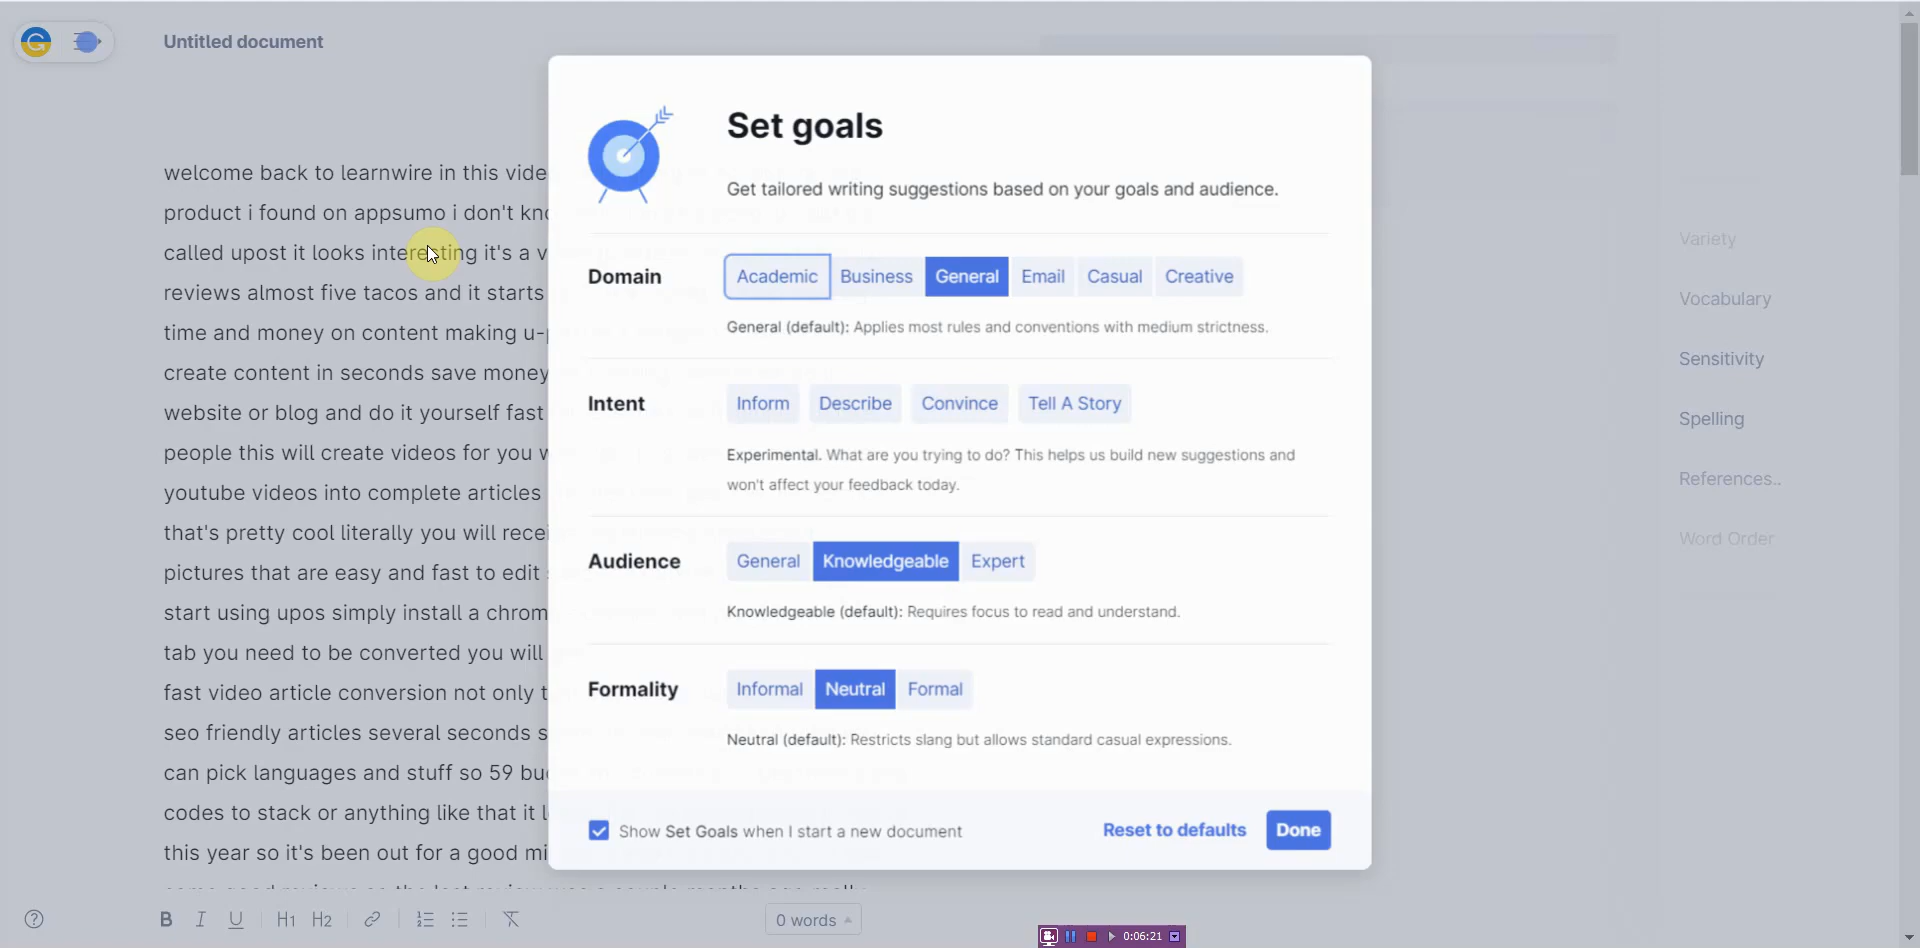 Untitled document
welcome back to learnwire in this vide
product i found on appsumo i don't kno
called upost it looks interesting it's a v
reviews almost five tacos and it starts
time and money on content making u-p
create content in seconds save money
website or blog and do it yourself fast
people this will create videos for you w
youtube videos into complete articles
that's pretty cool literally you will recei
pictures that are easy and fast to edit
start using upos simply install a chrom
tab you need to be converted you will
fast video article conversion not only t
seo friendly articles several seconds s
can pick languages and stuff so 59 bu
codes to stack or anything like that it l
this year so it's been out for a good mi
Set goals
Get tailored writing suggestions based on your goals and audience.
Domain Academic Business General Email Casual Creative
General (default): Applies most rules and conventions with medium strictness.
Intent Inform Describe Convince Tell A Story
Experimental. What are you trying to do? This helps us build new suggestions and
won't affect your feedback today.
Audience General Knowledgeable Expert
Knowledgeable (default): Requires focus to read and understand.
Formality Informal Neutral Formal
Neutral (default): Restricts slang but allows standard casual expressions.
Show Set Goals when I start a new document Reset to defaults Done
Variety
Vocabulary
Sensitivity
Spelling
References..
Word Order
B I U H1 H2 0 words
0:06:21